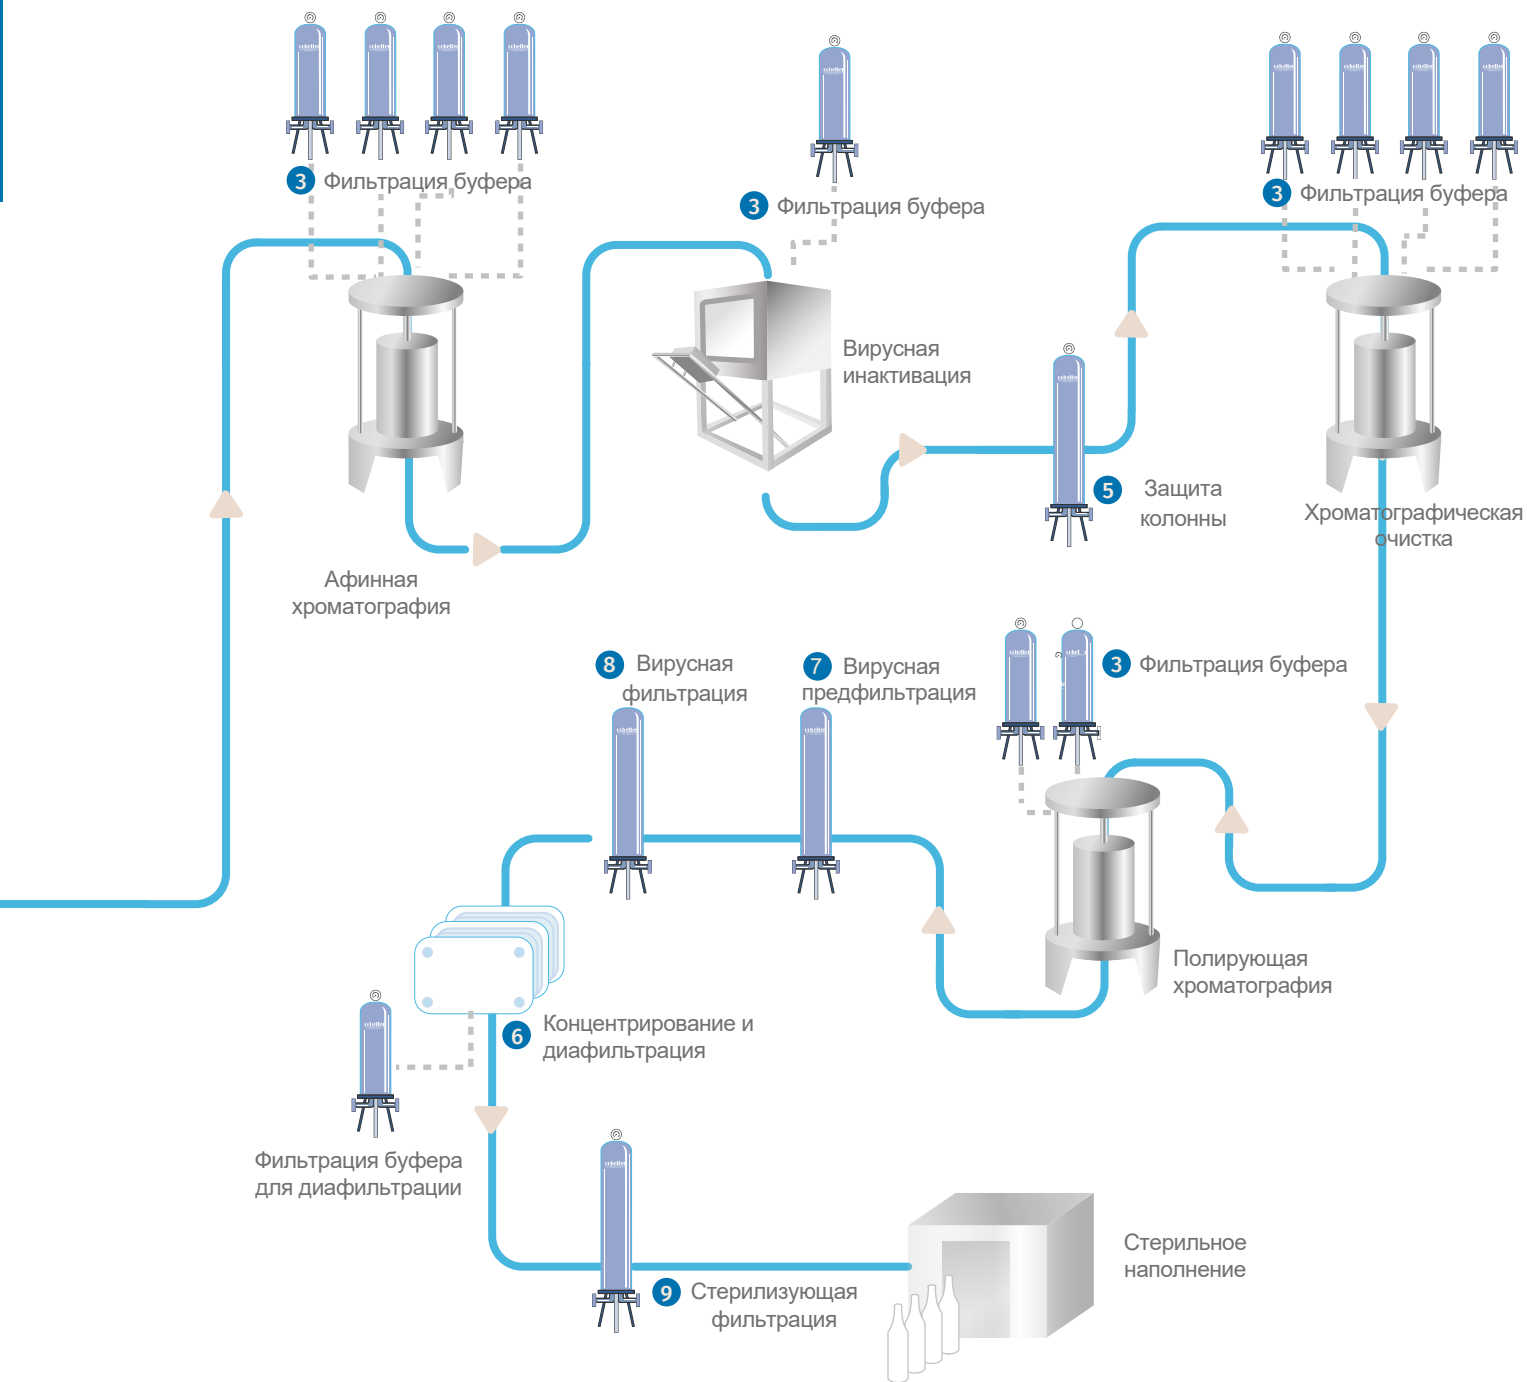 3 Фильтрация буфера
3 Фильтрация буфера
3 Фильтрация буфера
Вирусная
инактивация
5 Защита
колонны
Хроматографическая
очистка
Афинная
хроматография
8 Вирусная
фильтрация
7 Вирусная
предфильтрация
3 Фильтрация буфера
Полирующая
хроматография
6 Концентрирование и
диафильтрация
Фильтрация буфера
для диафильтрации
9 Стерилизующая
фильтрация
Стерильное
наполнение